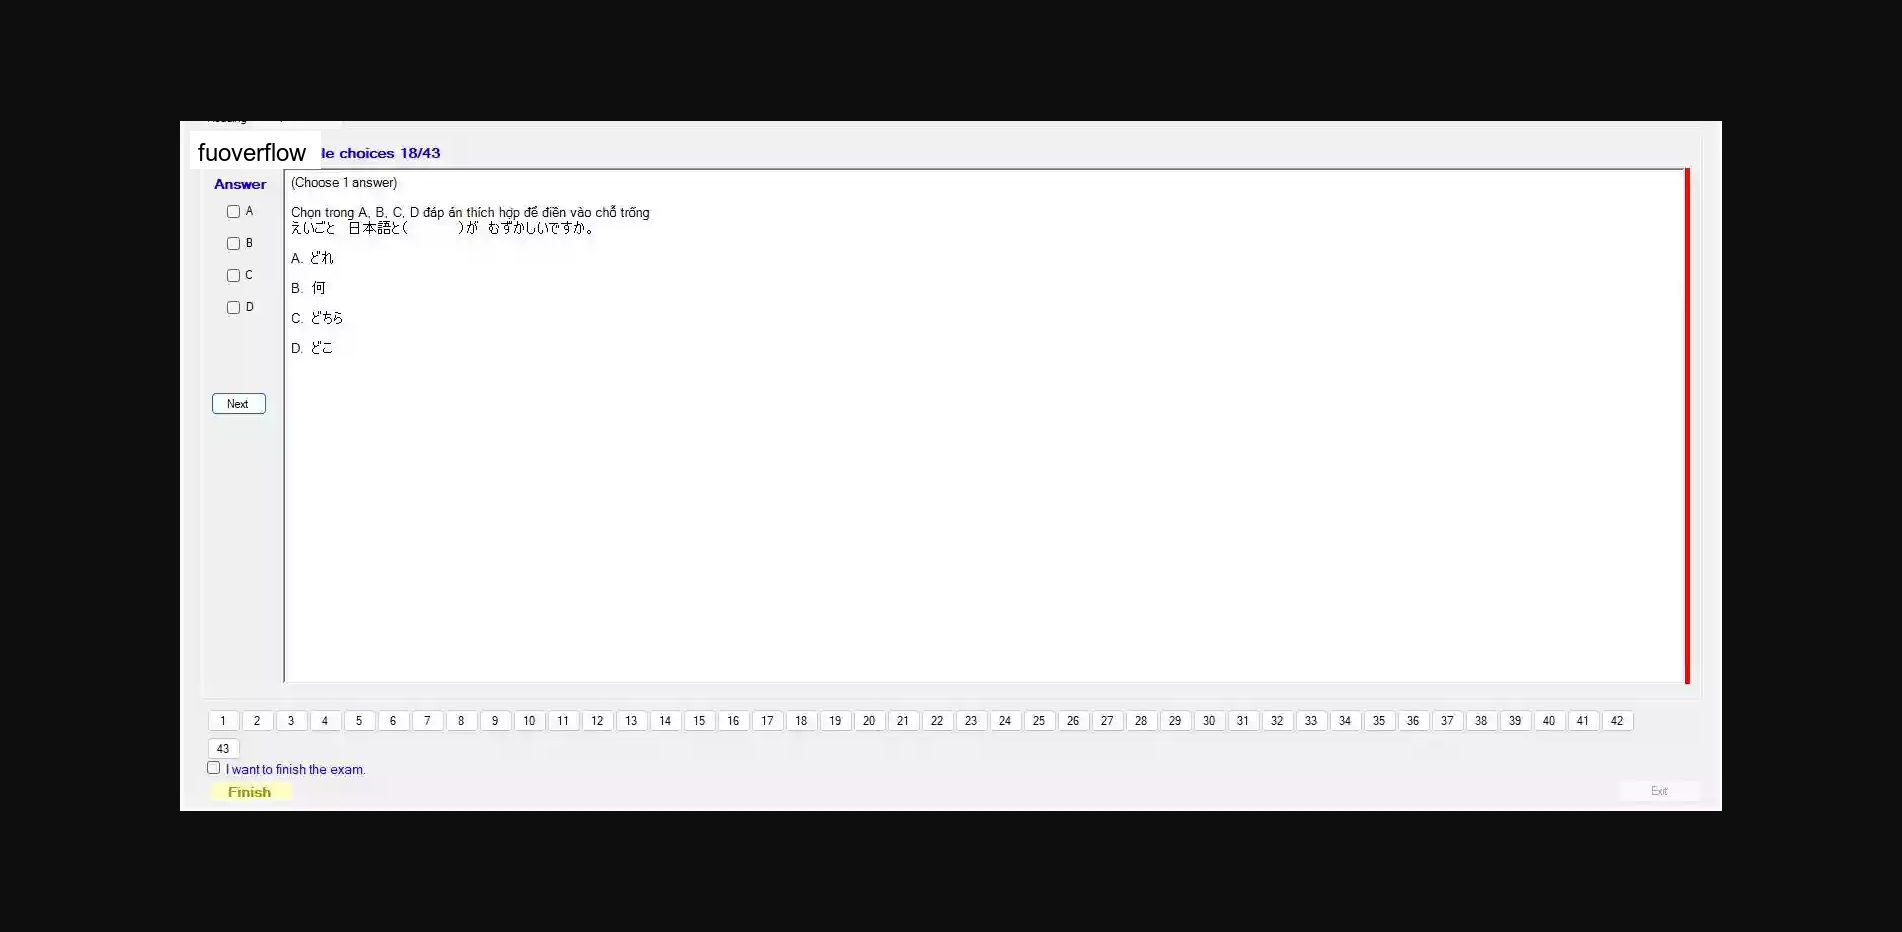 fuoverflow
le choices 18/43
Answer
(Choose 1 answer)
A
B
C
D
Chọn trong A, B, C, D đáp án thích hợp để điền vào chỗ trống
えいごと 日本語と( )が むずかしいですか。
A. どれ
B. 何
C. どちら
D. どこ
Next
1 2 3 4 5 6 7 8 9 10 11 12 13 14 15 16 17 18 19 20 21 22 23 24 25 26 27 28 29 30 31 32 33 34 35 36 37 38 39 40 41 42
43
I want to finish the exam.
Finish
Exit